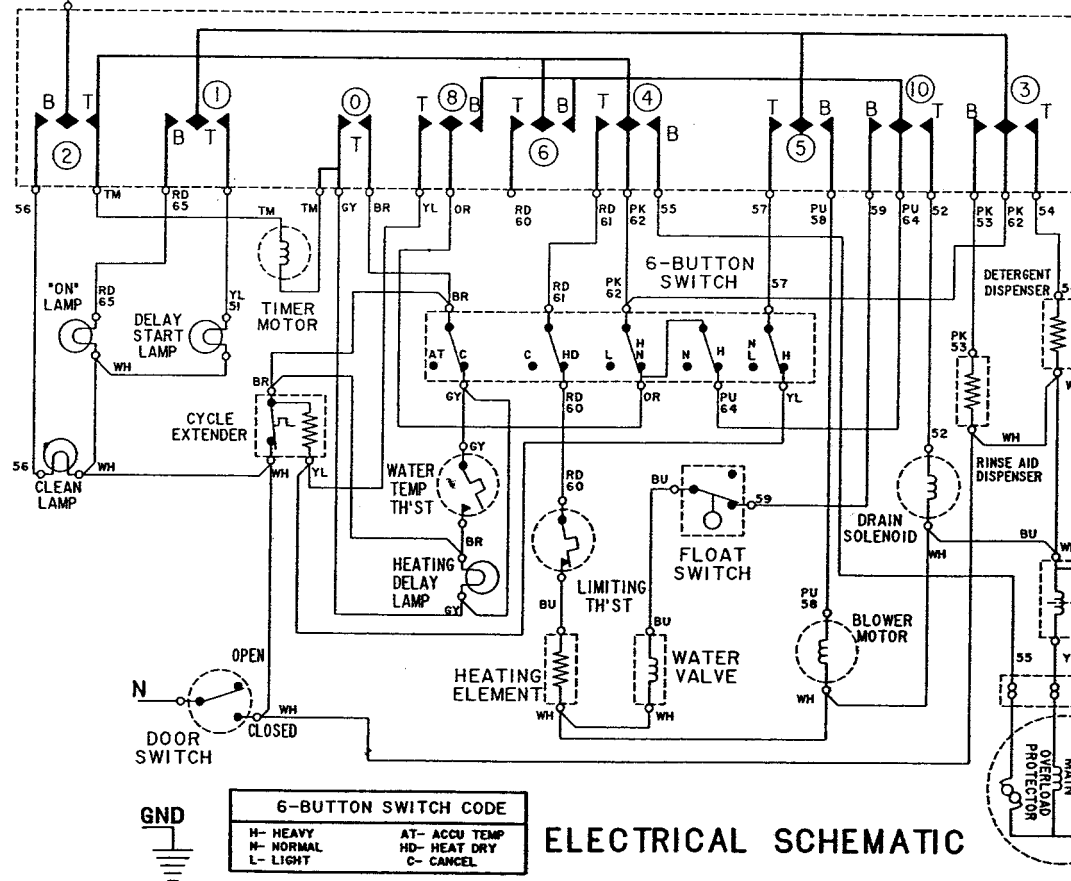 B T
2
B T
1
0
T
T 8 B
T B
6
T 4
B
T B
5
B 10 T
B 3 T
56
TM
RD
65
TM
TM
GY
BR
YL
OR
RD
60
RD
61
PK
62
55
57
PU
58
59
PU
64
52
PK
53
PK
62
54
"ON"
LAMP
RD
65
DELAY
START
LAMP
YL
51
TIMER
MOTOR
WH
BR
RD
61
PK
62
6-BUTTON
SWITCH
57
DETERGENT
DISPENSER
5
AT C
C HD
L H
N
N H
N
L H
PK
53
GY
RD
60
OR
PU
64
YL
BR
CYCLE
EXTENDER
WH
YL
56
CLEAN
LAMP
WH
GY
WATER
TEMP
TH'ST
RD
60
BU
59
FLOAT
SWITCH
52
DRAIN
SOLENOID
WH
WH
RINSE AID
DISPENSER
BU
BR
HEATING
DELAY
LAMP
GY
LIMITING
TH'ST
BU
BU
PU
58
BLOWER
MOTOR
HEATING
ELEMENT
WATER
VALVE
WH
WH
WH
55
Y
N
OPEN
WH
CLOSED
DOOR
SWITCH
MAIN
OVERLOAD
PROTECTOR
GND
6-BUTTON SWITCH CODE
H- HEAVY AT- ACCU TEMP
N- NORMAL HD- HEAT DRY
L- LIGHT C- CANCEL
ELECTRICAL SCHEMATIC